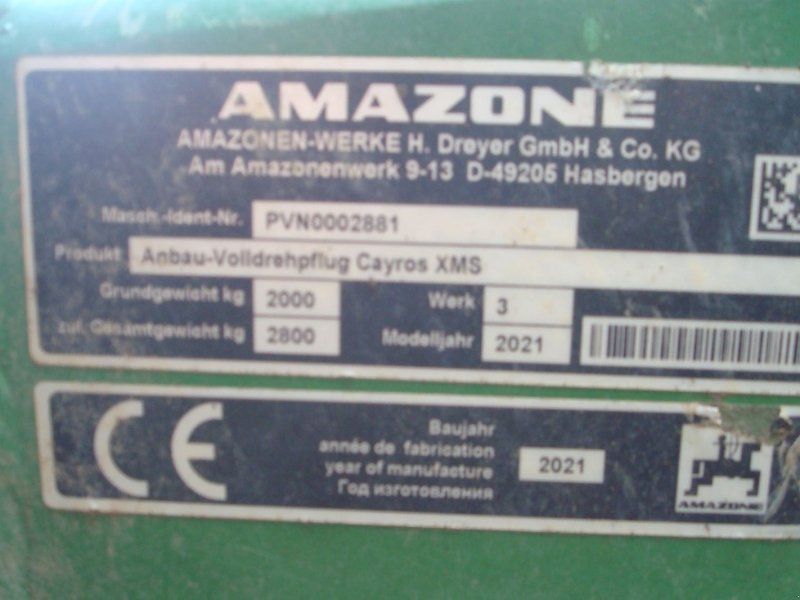 AMAZONE
AMAZONEN-WERKE H. Dreyer GmbH & Co. KG
Am Amazonenwerk 9-13 D-49205 Hasbergen
Masch.-Ident-Nr. PVN0002881
Produkt Anbau-Volldrehpflug Cayros XMS
Grundgewicht kg 2000 Werk 3
zul. Gesamtgewicht kg 2800 Modelljahr 2021
CE
Baujahr
année de fabrication
year of manufacture 2021
Год изготовления
AMAZONE